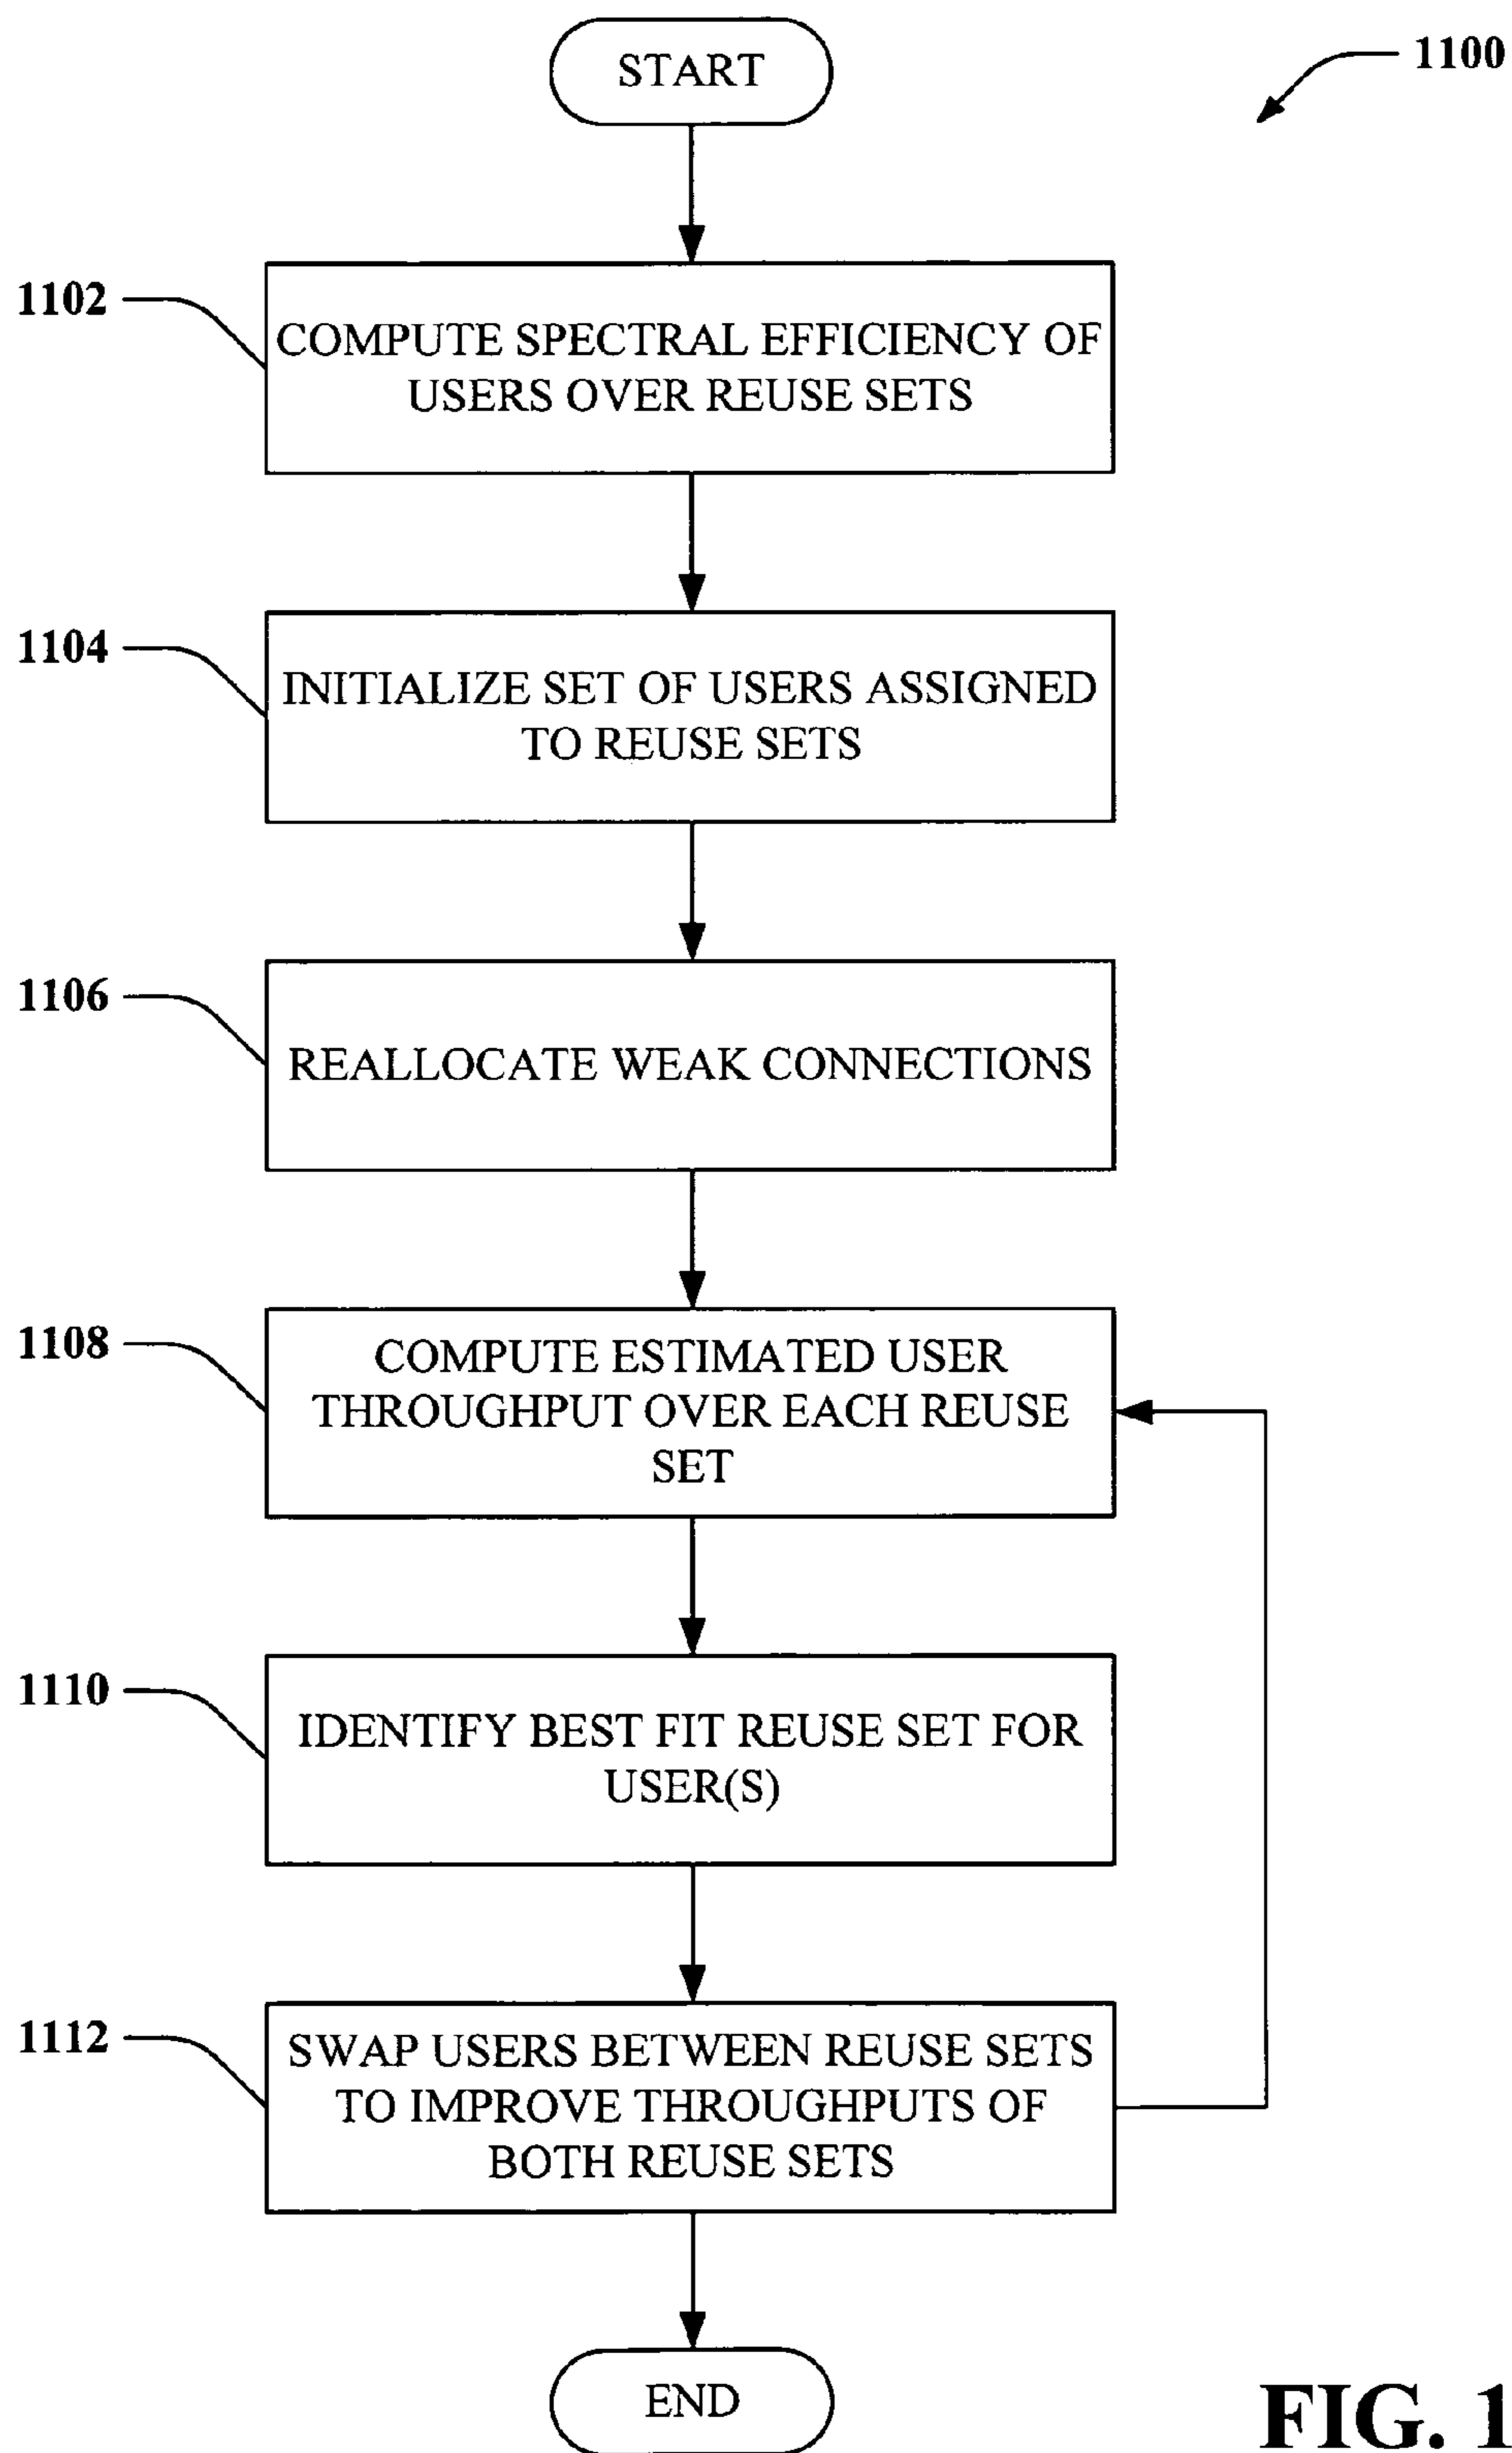 START
1100
1102
COMPUTE SPECTRAL EFFICIENCY OF
USERS OVER REUSE SETS
1104
INITIALIZE SET OF USERS ASSIGNED
TO REUSE SETS
1106
REALLOCATE WEAK CONNECTIONS
1108
COMPUTE ESTIMATED USER
THROUGHPUT OVER EACH REUSE
SET
1110
IDENTIFY BEST FIT REUSE SET FOR
USER(S)
1112
SWAP USERS BETWEEN REUSE SETS
TO IMPROVE THROUGHPUTS OF
BOTH REUSE SETS
END
FIG. 1